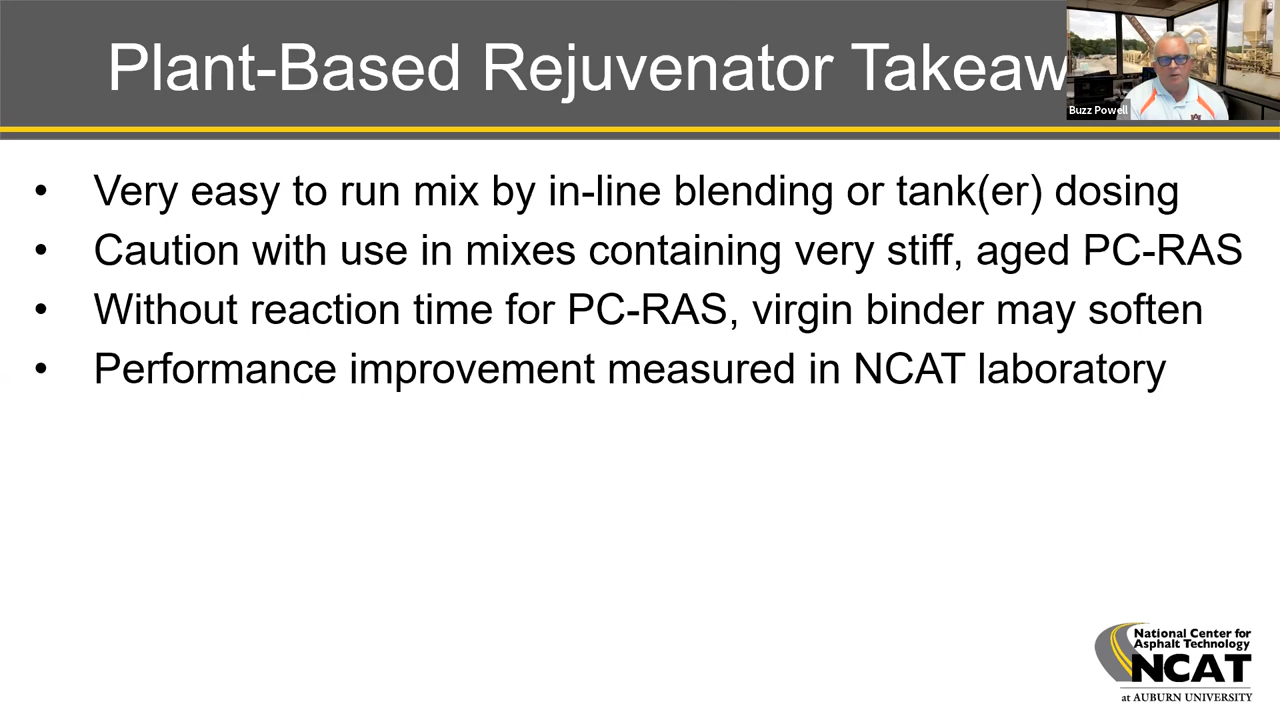 Plant-Based Rejuvenator Takeaw
Buzz Powell
• Very easy to run mix by in-line blending or tank(er) dosing
• Caution with use in mixes containing very stiff, aged PC-RAS
• Without reaction time for PC-RAS, virgin binder may soften
• Performance improvement measured in NCAT laboratory
National Center for
Asphalt Technology
NCAT
at AUBURN UNIVERSITY